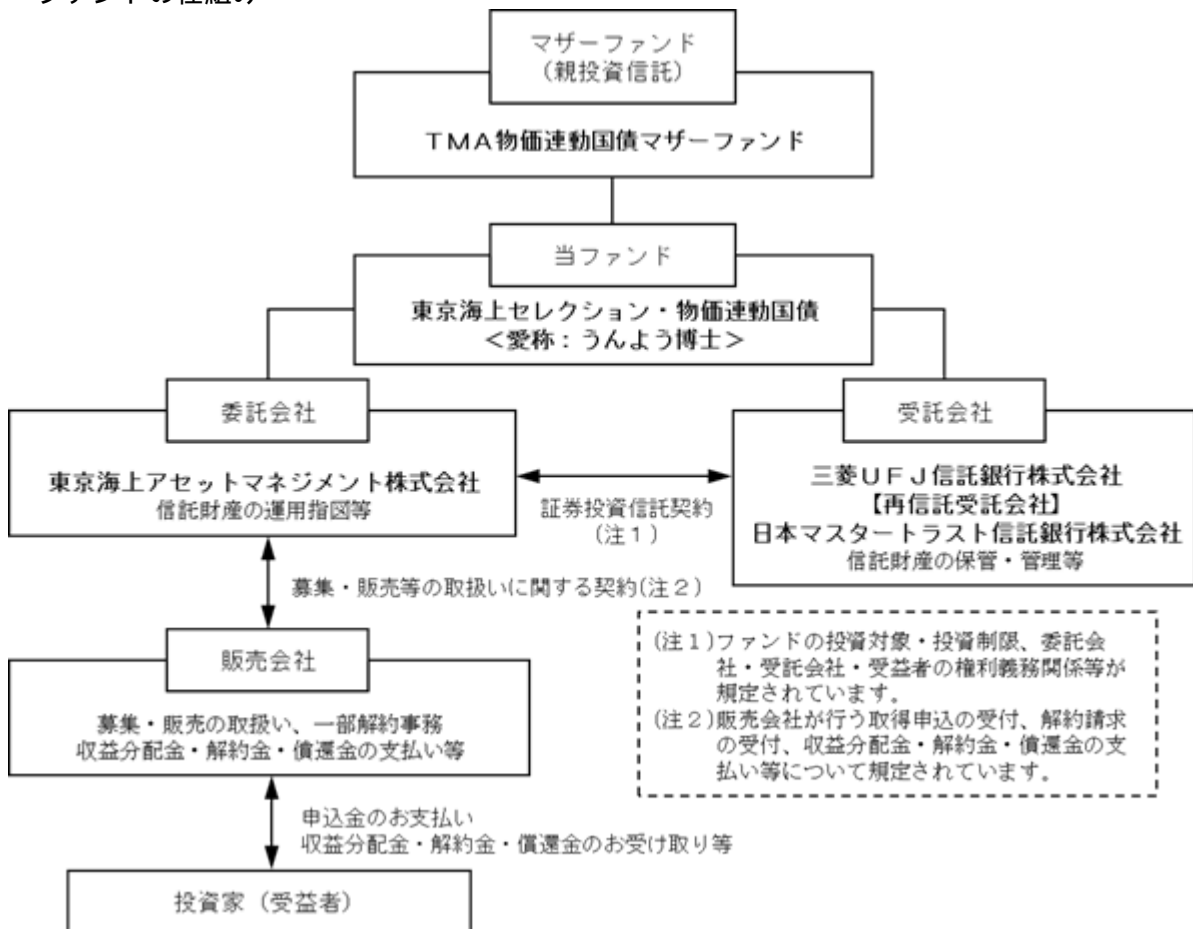 ファンドの仕組み
マザーファンド
(親投資信託)
TMA物価連動国債マザーファンド
当ファンド
東京海上セレクション・物価連動国債
<愛称:うんよう博士>
委託会社
東京海上アセットマネジメント株式会社
信託財産の運用指図等
証券投資信託契約
(注1)
受託会社
三菱UFJ信託銀行株式会社
【再信託受託会社】
日本マスタートラスト信託銀行株式会社
信託財産の保管・管理等
募集・販売等の取扱いに関する契約(注2)
販売会社
募集・販売の取扱い、一部解約事務
収益分配金・解約金・償還金の支払い等
(注1)ファンドの投資対象・投資制限、委託会
社・受託会社・受益者の権利義務関係等が
規定されています。
(注2)販売会社が行う取得申込の受付、解約請求
の受付、収益分配金・解約金・償還金の支
払い等について規定されています。
申込金のお支払い
収益分配金・解約金・償還金のお受け取り等
投資家(受益者)